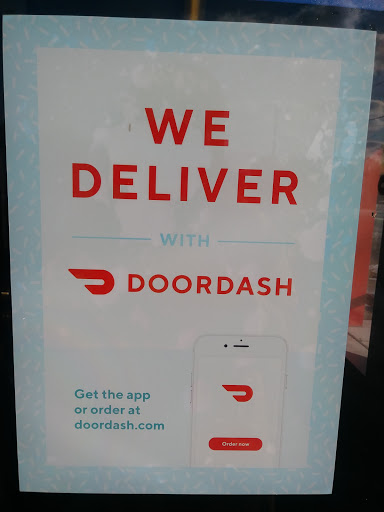 WE
DELIVER
WITH
DOORDASH
Get the app
or order at
doordash.com
Order now